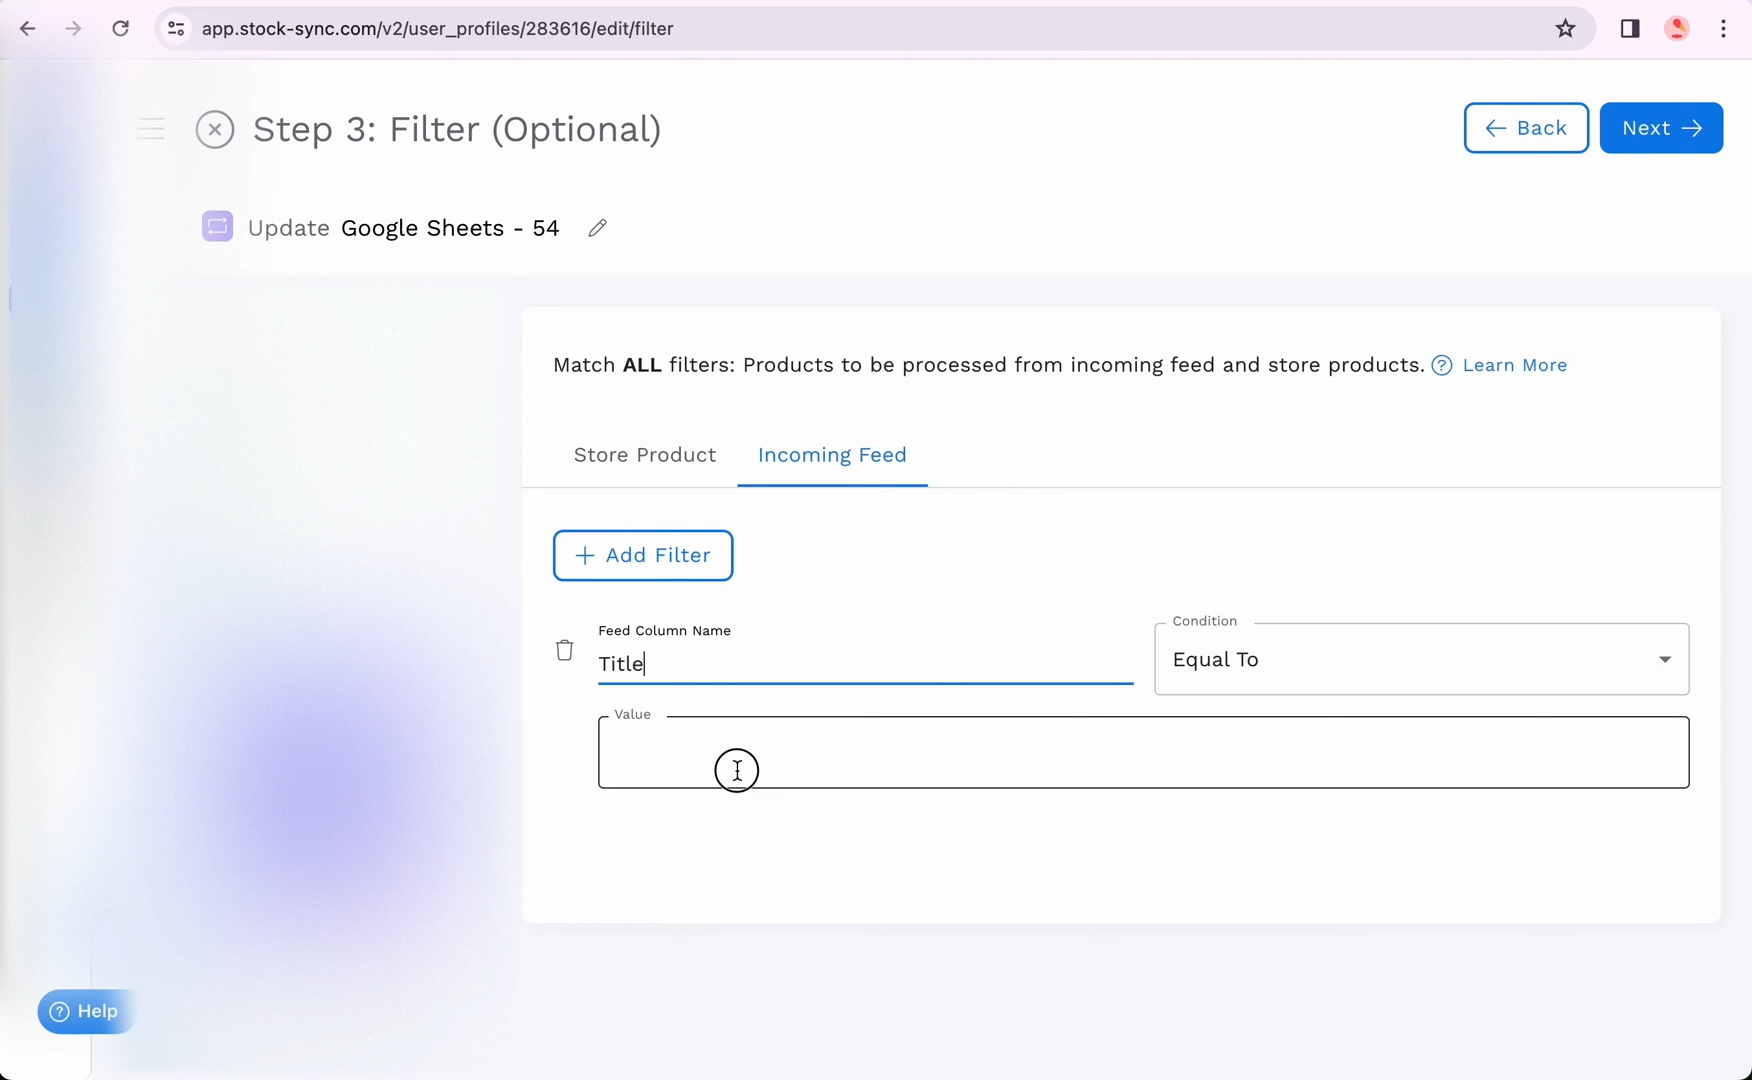 app.stock-sync.com/v2/user_profiles/283616/edit/filter
Step 3: Filter (Optional)
Back
Next
Update Google Sheets - 54
Match ALL filters: Products to be processed from incoming feed and store products. Learn More
Store Product
Incoming Feed
Add Filter
Feed Column Name
Title
Condition
Equal To
Value
Help